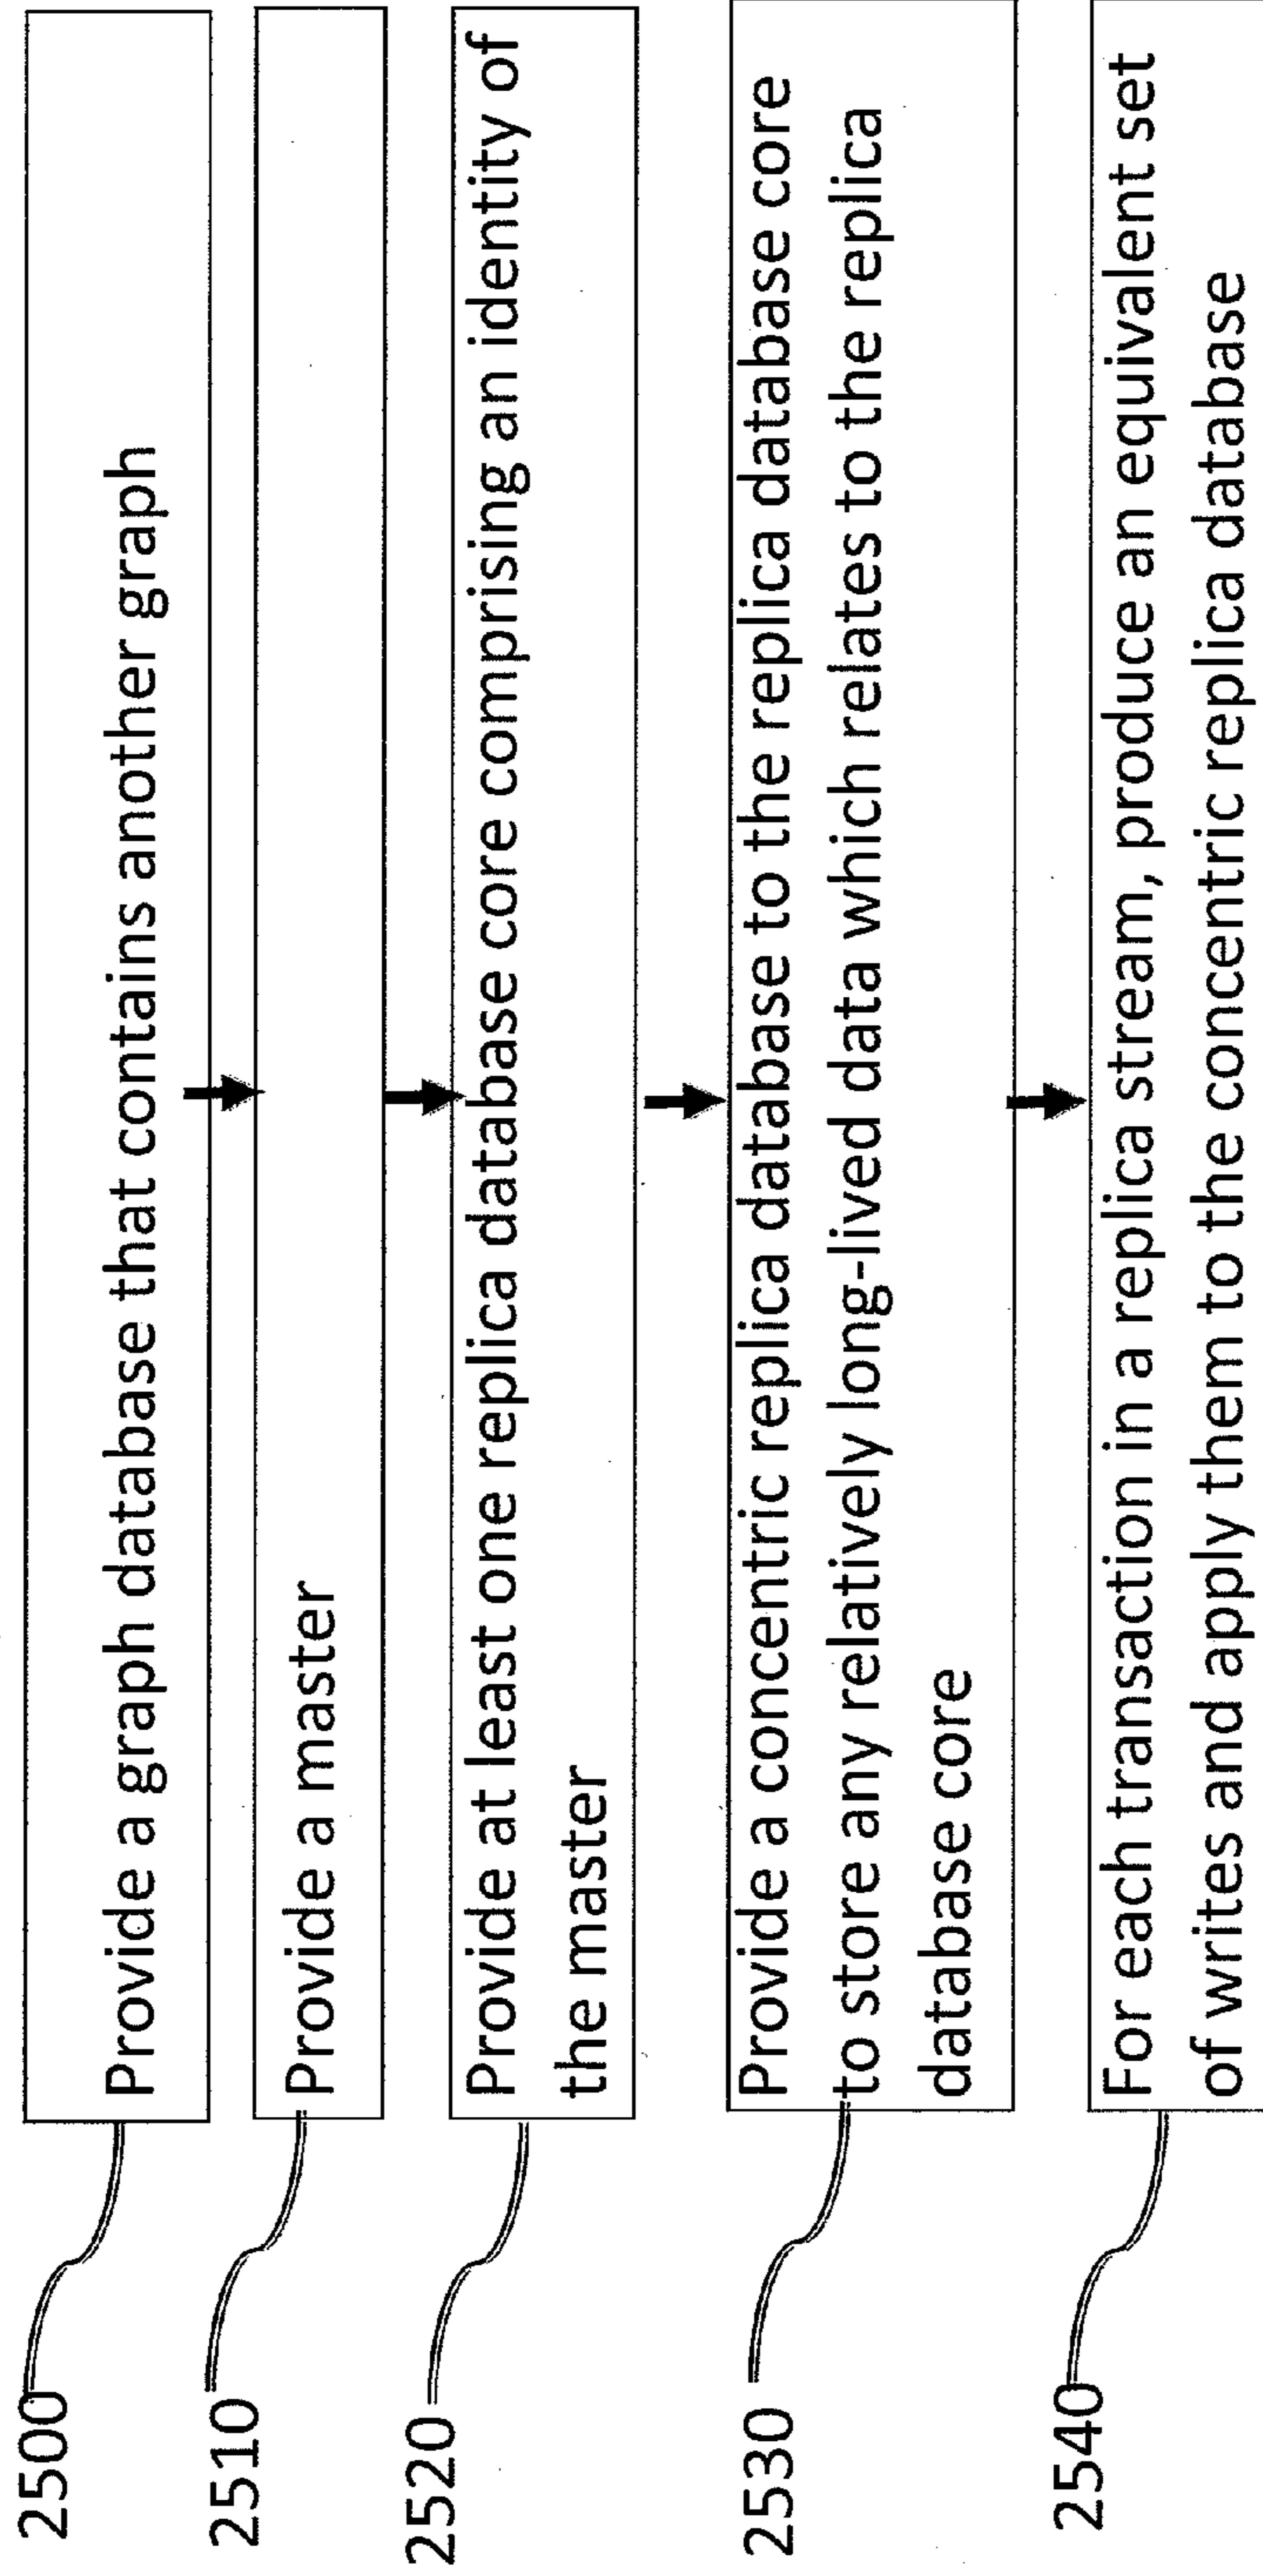 2500
Provide a graph database that contains another graph
2510
Provide a master
2520
Provide at least one replica database core comprising an identity of
the master
2530
Provide a concentric replica database to the replica database core
to store any relatively long-lived data which relates to the replica
database core
2540
For each transaction in a replica stream, produce an equivalent set
of writes and apply them to the concentric replica database